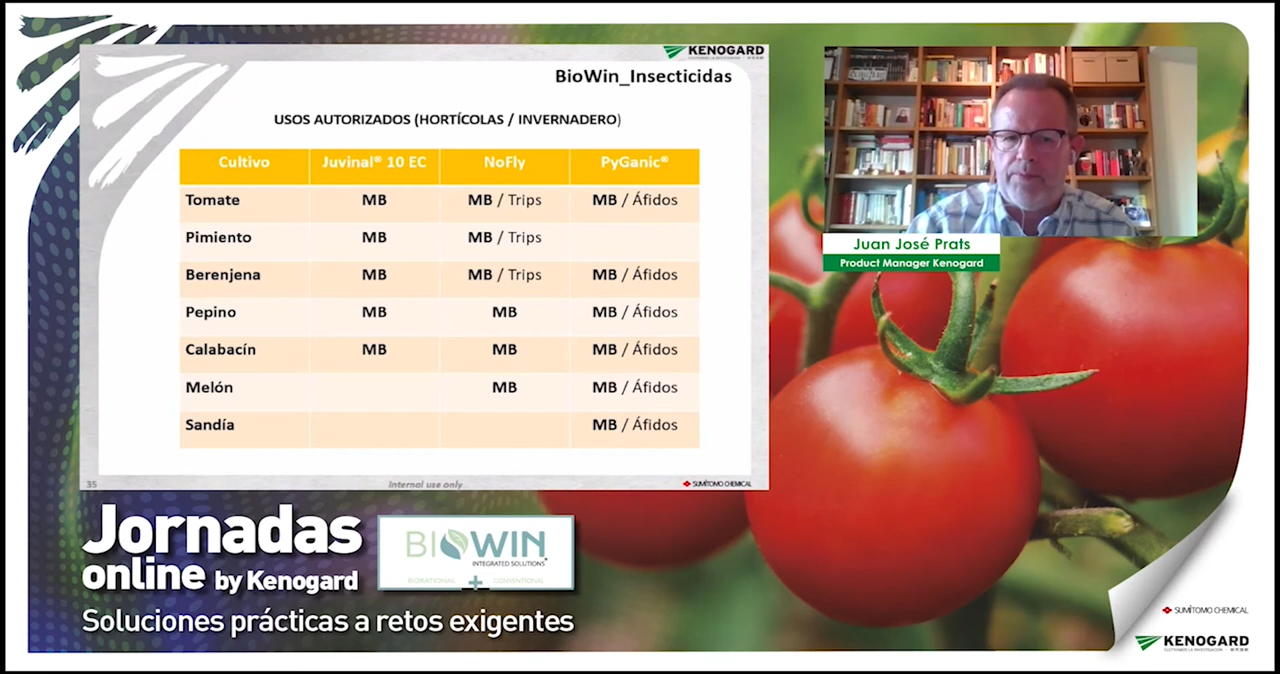 KENOGARD
BioWin_Insecticidas
USOS AUTORIZADOS (HORTÍCOLAS / INVERNADERO)
Cultivo Juvinal® 10 EC NoFly PyGanic®
Tomate MB MB / Trips MB / Áfidos
Pimiento MB MB / Trips
Berenjena MB MB / Trips MB / Áfidos
Pepino MB MB MB / Áfidos
Calabacín MB MB MB / Áfidos
Melón MB MB / Áfidos
Sandía MB / Áfidos
35 Internal use only SUMITOMO CHEMICAL
Juan José Prats
Product Manager Kenogard
Jornadas
online by Kenogard
BIOWIN
INTEGRATED SOLUTIONS
BIORATIONAL + CONVENTIONAL
Soluciones prácticas a retos exigentes
SUMITOMO CHEMICAL
KENOGARD